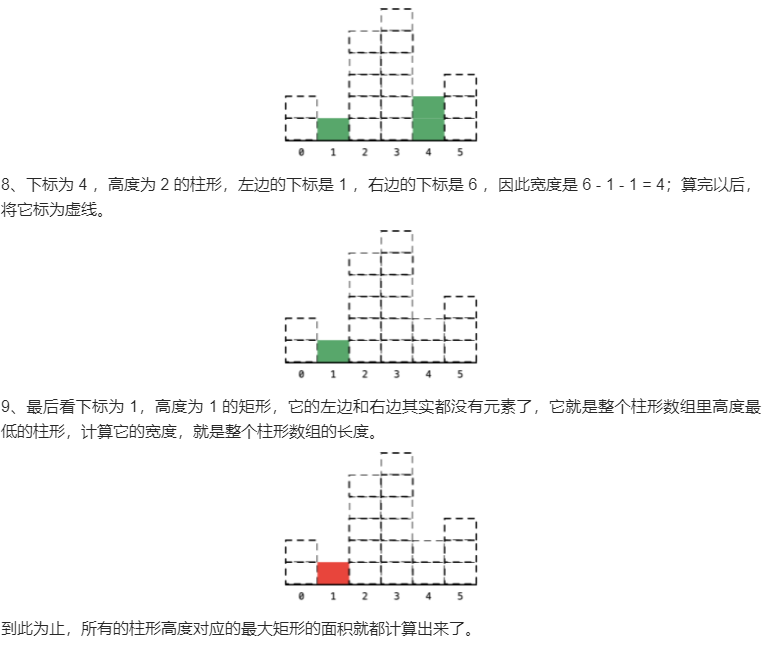 0 1 2 3 4 5
8、下标为 4 ，高度为 2 的柱形，左边的下标是 1 ，右边的下标是 6 ，因此宽度是 6 - 1 - 1 = 4；算完以后，
将它标为虚线。
0 1 2 3 4 5
9、最后看下标为 1，高度为 1 的矩形，它的左边和右边其实都没有元素了，它就是整个柱形数组里高度最
低的柱形，计算它的宽度，就是整个柱形数组的长度。
0 1 2 3 4 5
到此为止，所有的柱形高度对应的最大矩形的面积就都计算出来了。